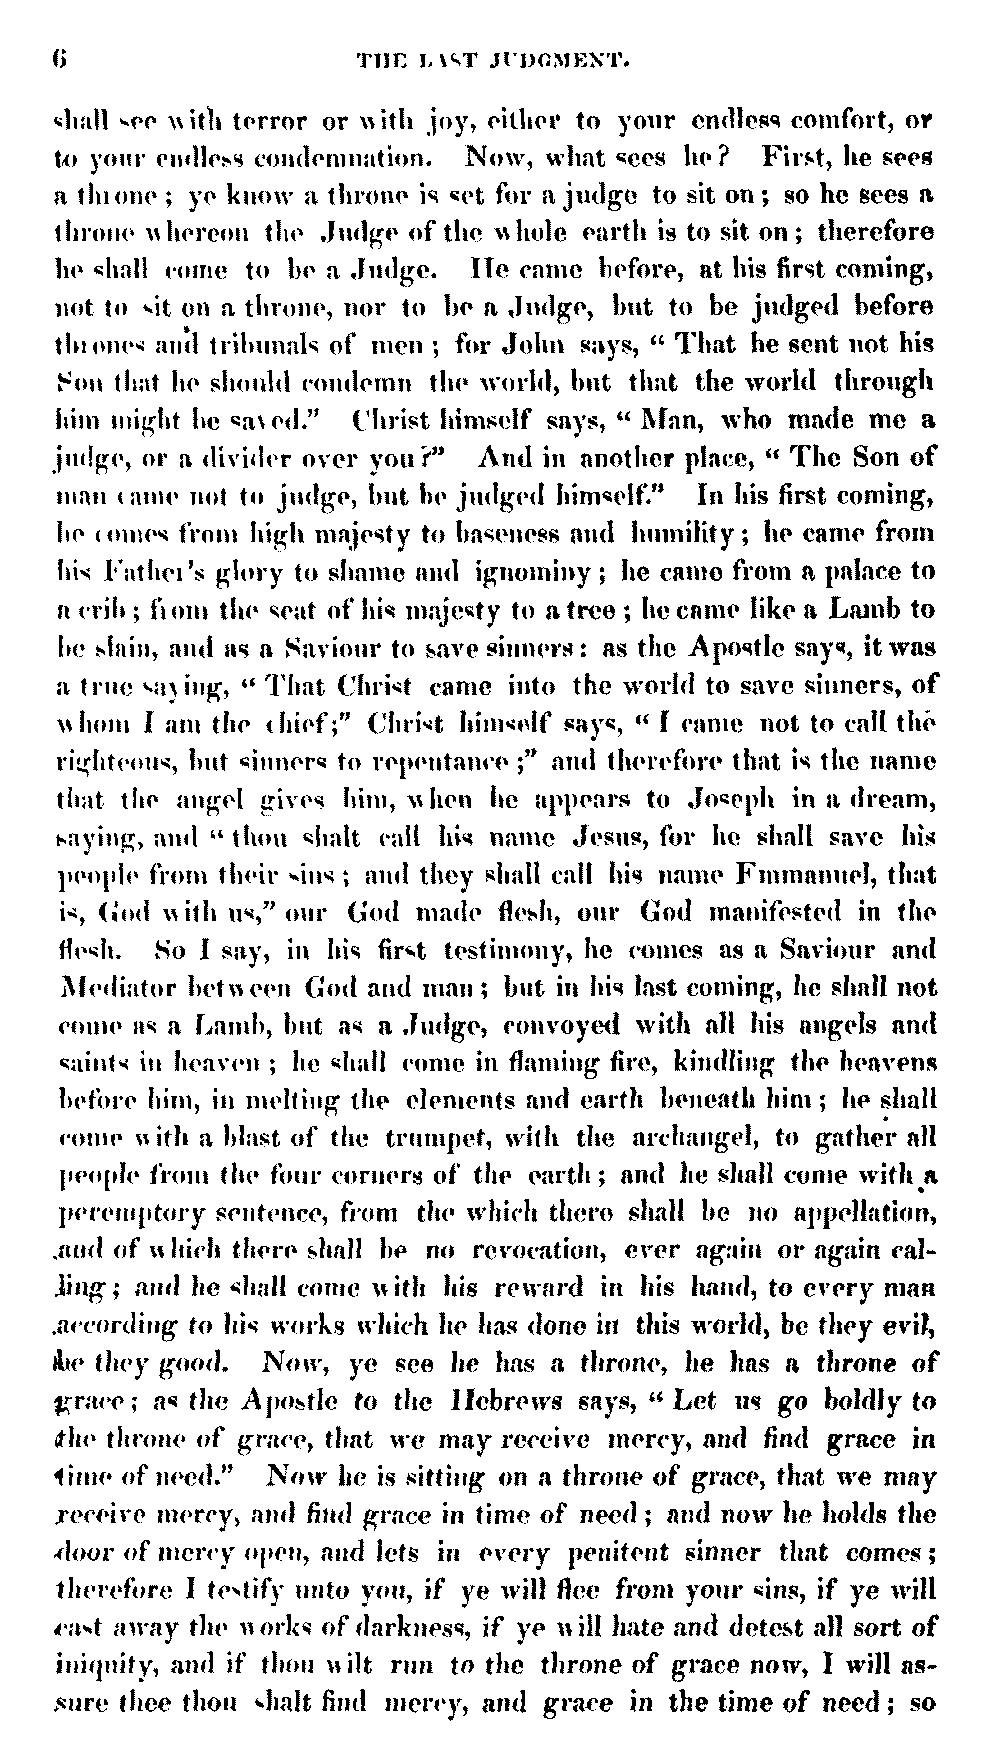 6 THE LAST JUDGMENT.
shall see with terror or with joy, either to your endless comfort, or
to your endless condemnation. Now, what sees he? First, he sees
a throne; ye know a throne is set for a judge to sit on; so he sees a
throne whereon the Judge of the whole earth is to sit on; therefore
he shall come to be a Judge. He came before, at his first coming,
not to sit on a throne, nor to be a Judge, but to be judged before
thrones and tribunals of men; for John says, “ That he sent not his
Son that he should condemn the world, but that the world through
him might be saved.” Christ himself says, “ Man, who made me a
judge, or a divider over you?” And in another place, “ The Son of
man came not to judge, but be judged himself.” In his first coming,
he comes from high majesty to baseness and humility; he came from
his Father's glory to shame and ignominy; he came from a palace to
a crib; from the seat of his majesty to a tree; he came like a Lamb to
be slain, and as a Saviour to save sinners: as the Apostle says, it was
a true saying, “ That Christ came into the world to save sinners, of
whom I am the chief;” Christ himself says, “ I came not to call the
righteous, but sinners to repentance;” and therefore that is the name
that the angel gives him, when he appears to Joseph in a dream,
saying, and “ thou shalt call his name Jesus, for he shall save his
people from their sins; and they shall call his name Emmanuel, that
is, God with us,” our God made flesh, our God manifested in the
flesh. So I say, in his first testimony, he comes as a Saviour and
Mediator between God and man; but in his last coming, he shall not
come as a Lamb, but as a Judge, convoyed with all his angels and
saints in heaven; he shall come in flaming fire, kindling the heavens
before him, in melting the elements and earth beneath him; he shall
come with a blast of the trumpet, with the archangel, to gather all
people from the four corners of the earth; and he shall come with a
peremptory sentence, from the which there shall be no appellation,
and of which there shall be no revocation, ever again or again cal-
ling; and he shall come with his reward in his hand, to every man
according to his works which he has done in this world, be they evil,
be they good. Now, ye see he has a throne, he has a throne of
grace; as the Apostle to the Hebrews says, “ Let us go boldly to
the throne of grace, that we may receive mercy, and find grace in
time of need.” Now he is sitting on a throne of grace, that we may
receive mercy, and find grace in time of need; and now he holds the
door of mercy open, and lets in every penitent sinner that comes;
therefore I testify unto you, if ye will flee from your sins, if ye will
cast away the works of darkness, if ye will hate and detest all sort of
iniquity, and if thou wilt run to the throne of grace now, I will as-
sure thee thou shalt find mercy, and grace in the time of need; so